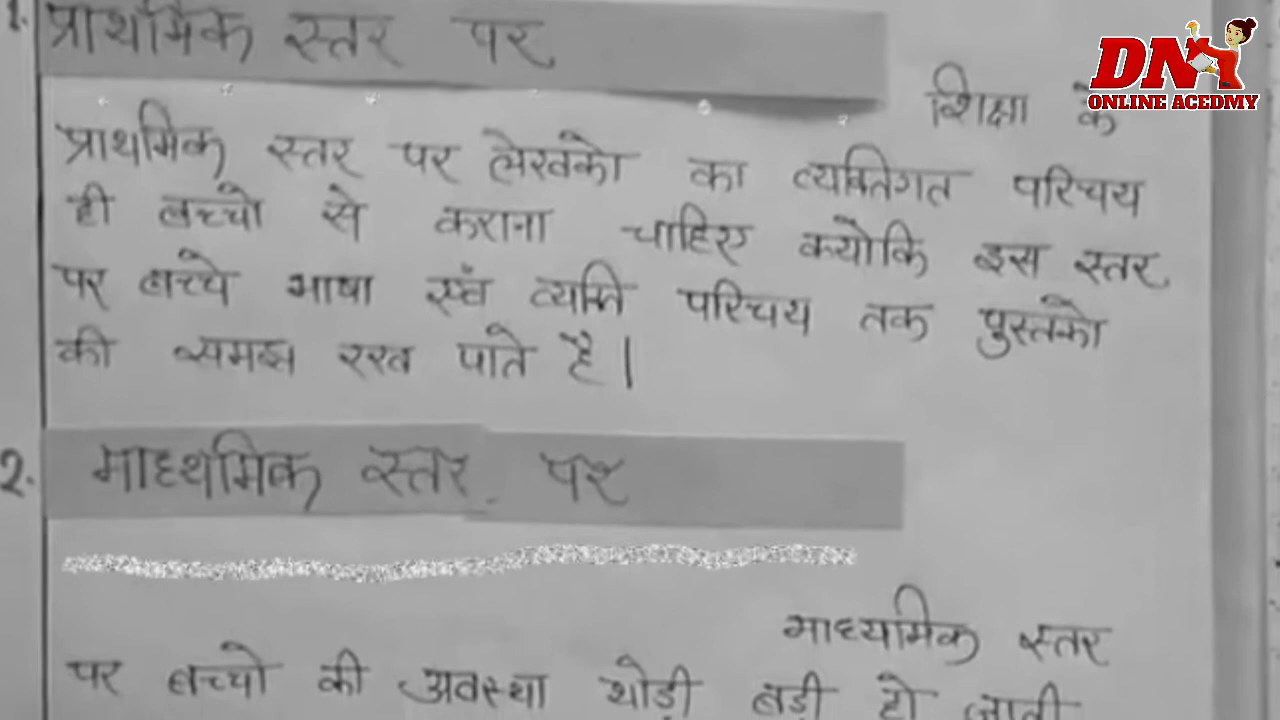 1. प्राथमिक स्तर पर
DNA
ONLINE ACEDMY
शिक्षा के
प्राथमिक स्तर पर लेखको का व्यक्तिगत परिचय
ही बच्चो से कराना चाहिए क्योकि इस स्तर
पर बच्चे भाषा एवं व्यक्ति परिचय तक पुस्तको
की समझ रख पाते है।
2. माध्यमिक स्तर पर
माध्यमिक स्तर
पर बच्चो की अवस्था थोड़ी बड़ी हो जाती